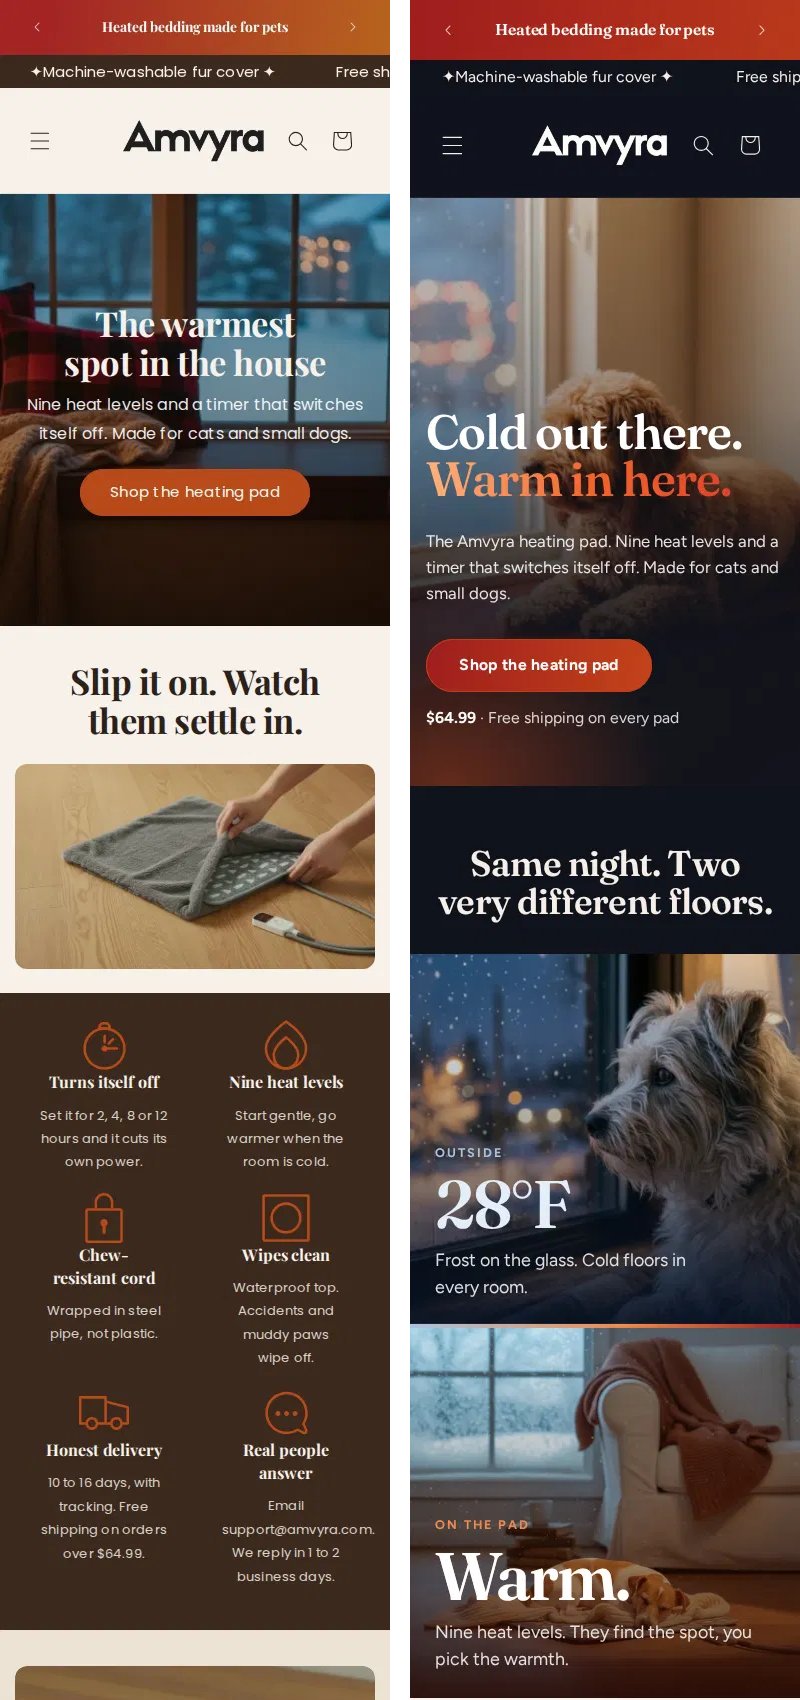 Heated bedding made for pets
✦Machine-washable fur cover ✦
Free sh
Amvyra
The warmest
spot in the house
Nine heat levels and a timer that switches
itself off. Made for cats and small dogs.
Shop the heating pad
Slip it on. Watch
them settle in.
Turns itself off
Set it for 2, 4, 8 or 12
hours and it cuts its
own power.
Nine heat levels
Start gentle, go
warmer when the
room is cold.
Chew-
resistant cord
Wrapped in steel
pipe, not plastic.
Wipes clean
Waterproof top.
Accidents and
muddy paws
wipe off.
Honest delivery
10 to 16 days, with
tracking. Free
shipping on orders
over $64.99.
Real people
answer
Email
support@amvyra.com.
We reply in 1 to 2
business days.
Heated bedding made for pets
✦Machine-washable fur cover ✦
Free ship
Amvyra
Cold out there.
Warm in here.
The Amvyra heating pad. Nine heat levels and a
timer that switches itself off. Made for cats and
small dogs.
Shop the heating pad
$64.99 · Free shipping on every pad
Same night. Two
very different floors.
OUTSIDE
28°F
Frost on the glass. Cold floors in
every room.
ON THE PAD
Warm.
Nine heat levels. They find the spot, you
pick the warmth.